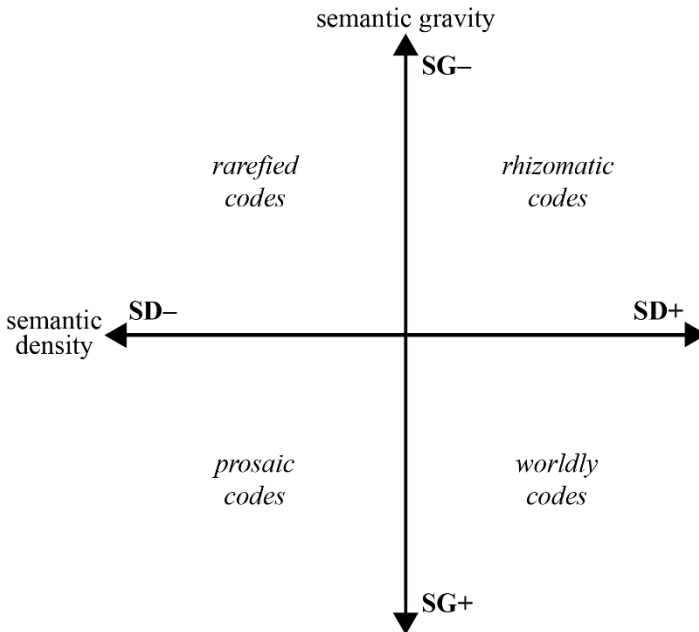 semantic gravity
SG–
rarefied
codes
rhizomatic
codes
SD–
SD+
semantic
density
prosaic
codes
worldly
codes
SG+